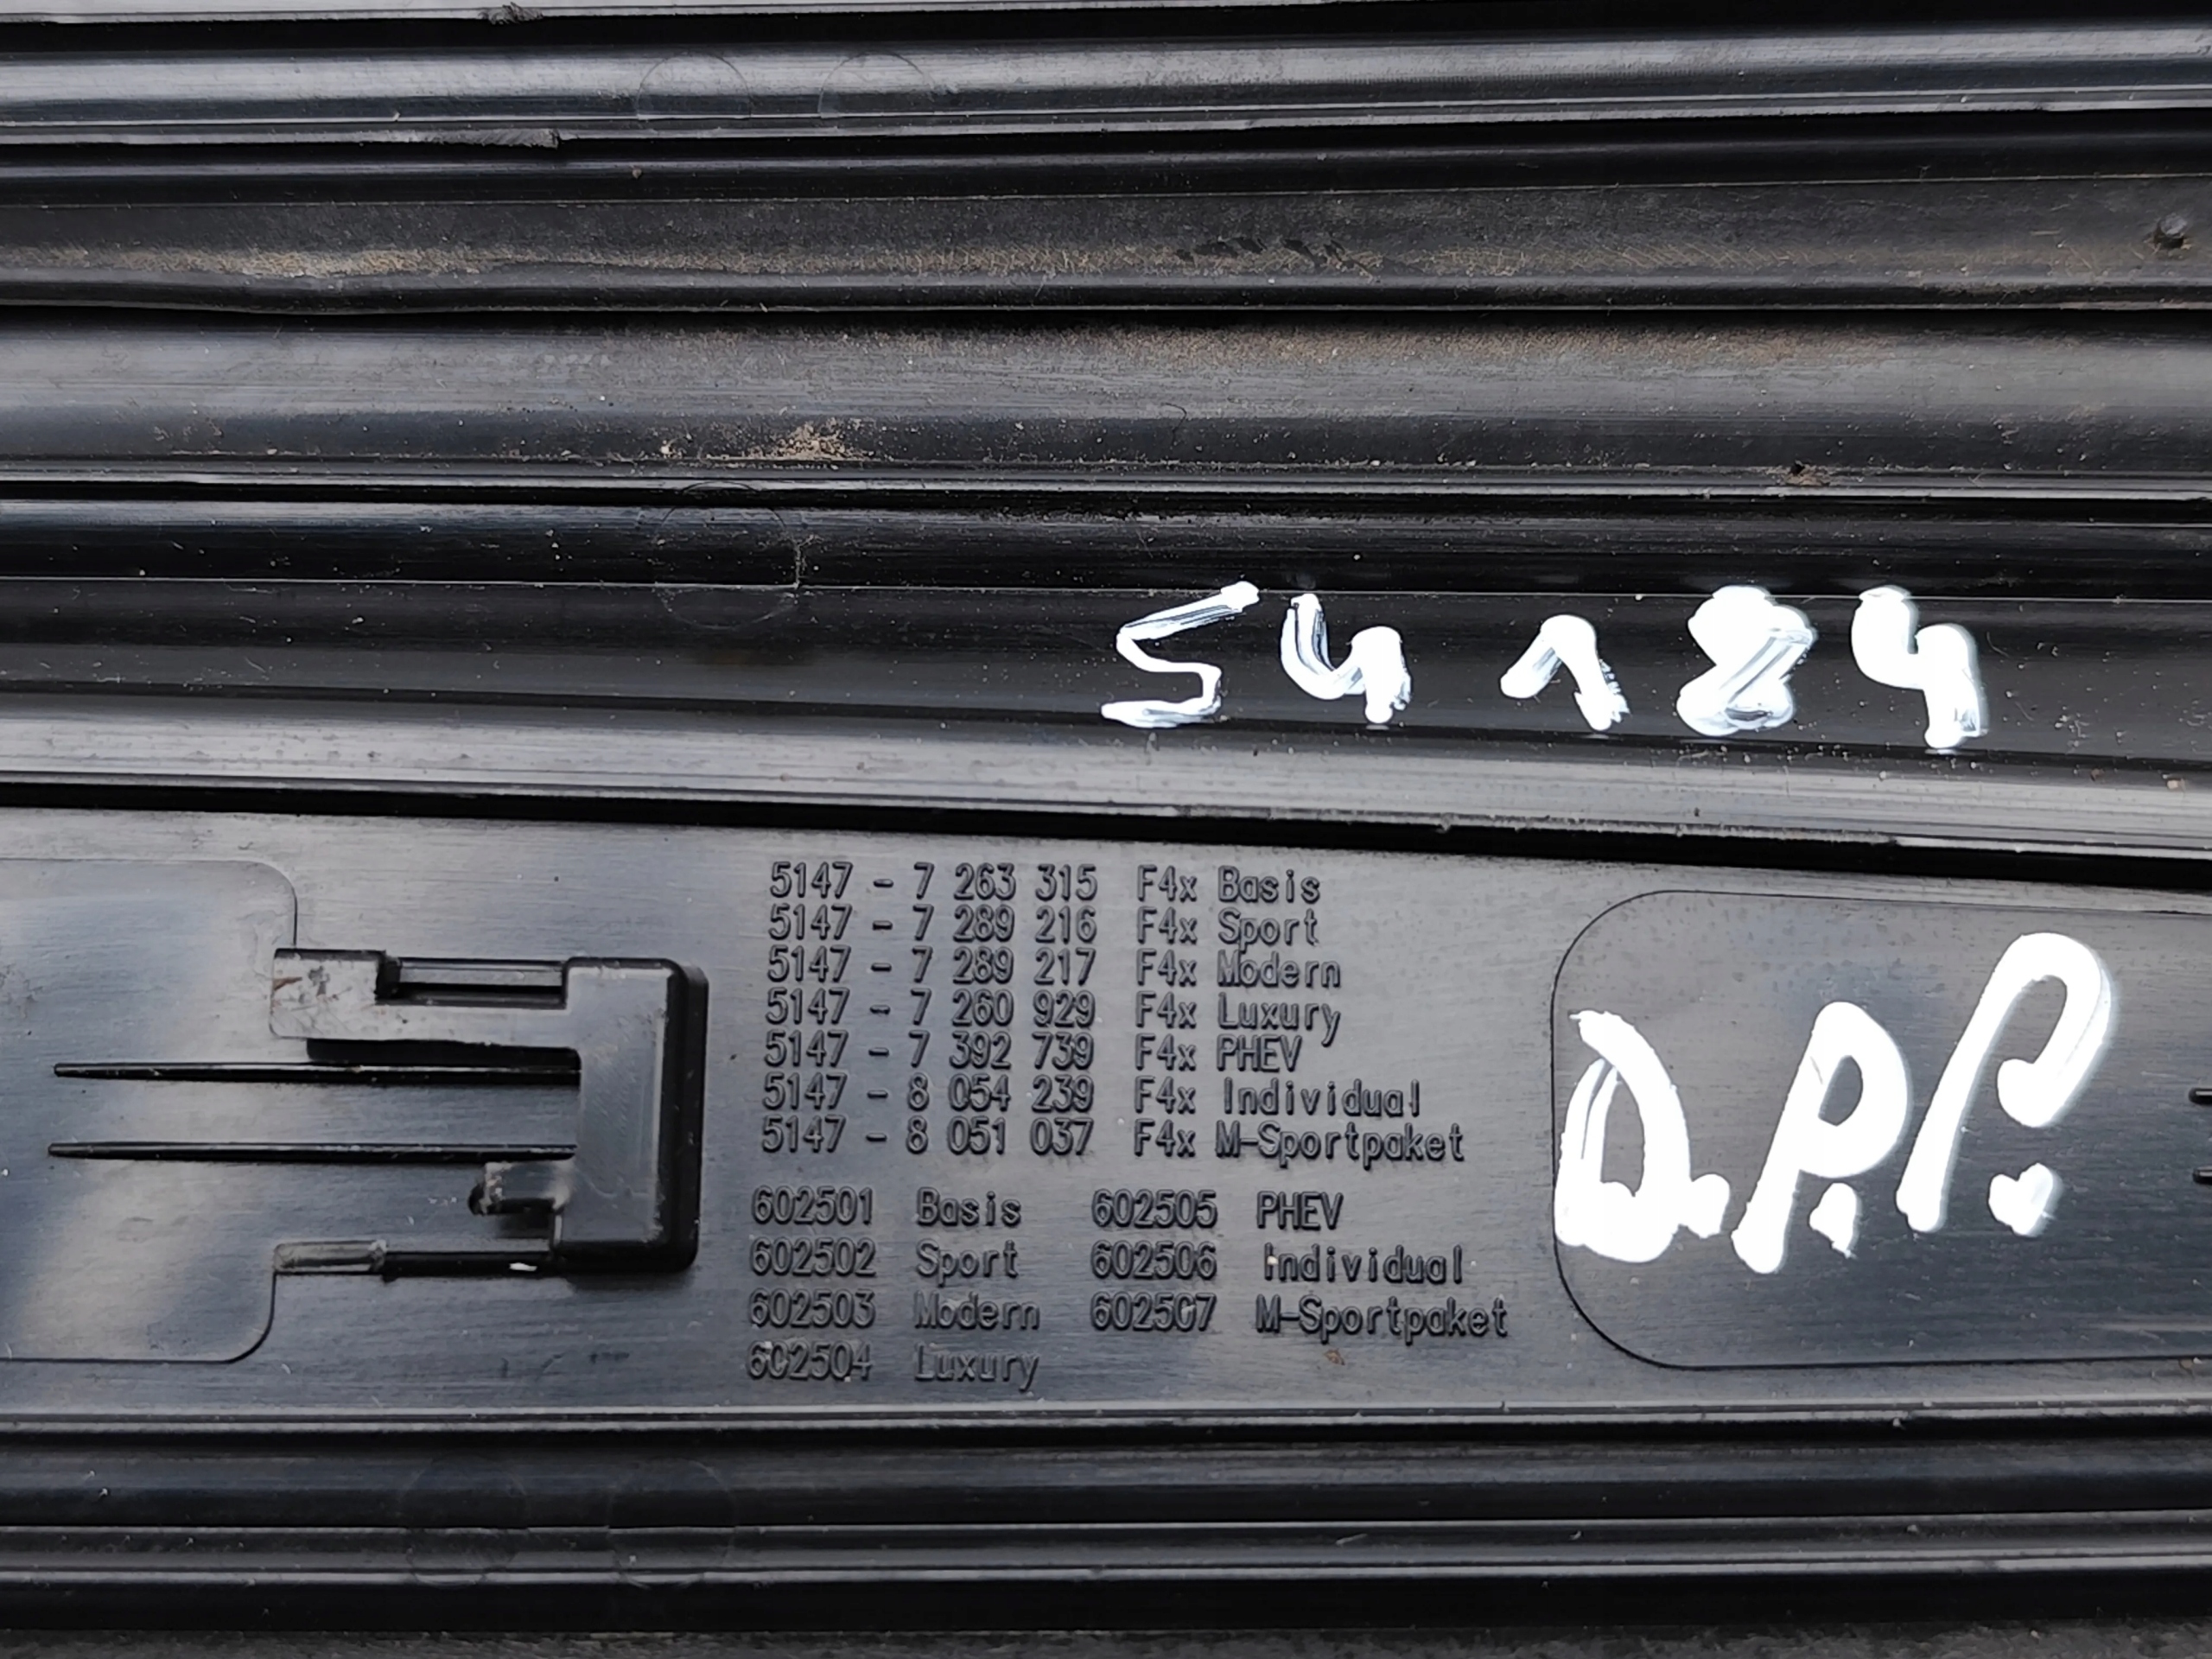 54184
5147 - 7 263 315 F4x Basis
5147 - 7 289 216 F4x Sport
5147 - 7 289 217 F4x Modern
5147 - 7 260 929 F4x Luxury
5147 - 7 392 739 F4x PHEV
5147 - 8 054 239 F4x Individual
5147 - 8 051 037 F4x M-Sportpaket
D.P.P.
602501 Basis 602505 PHEV
602502 Sport 602506 Individual
602503 Modern 602507 M-Sportpaket
602504 Luxury